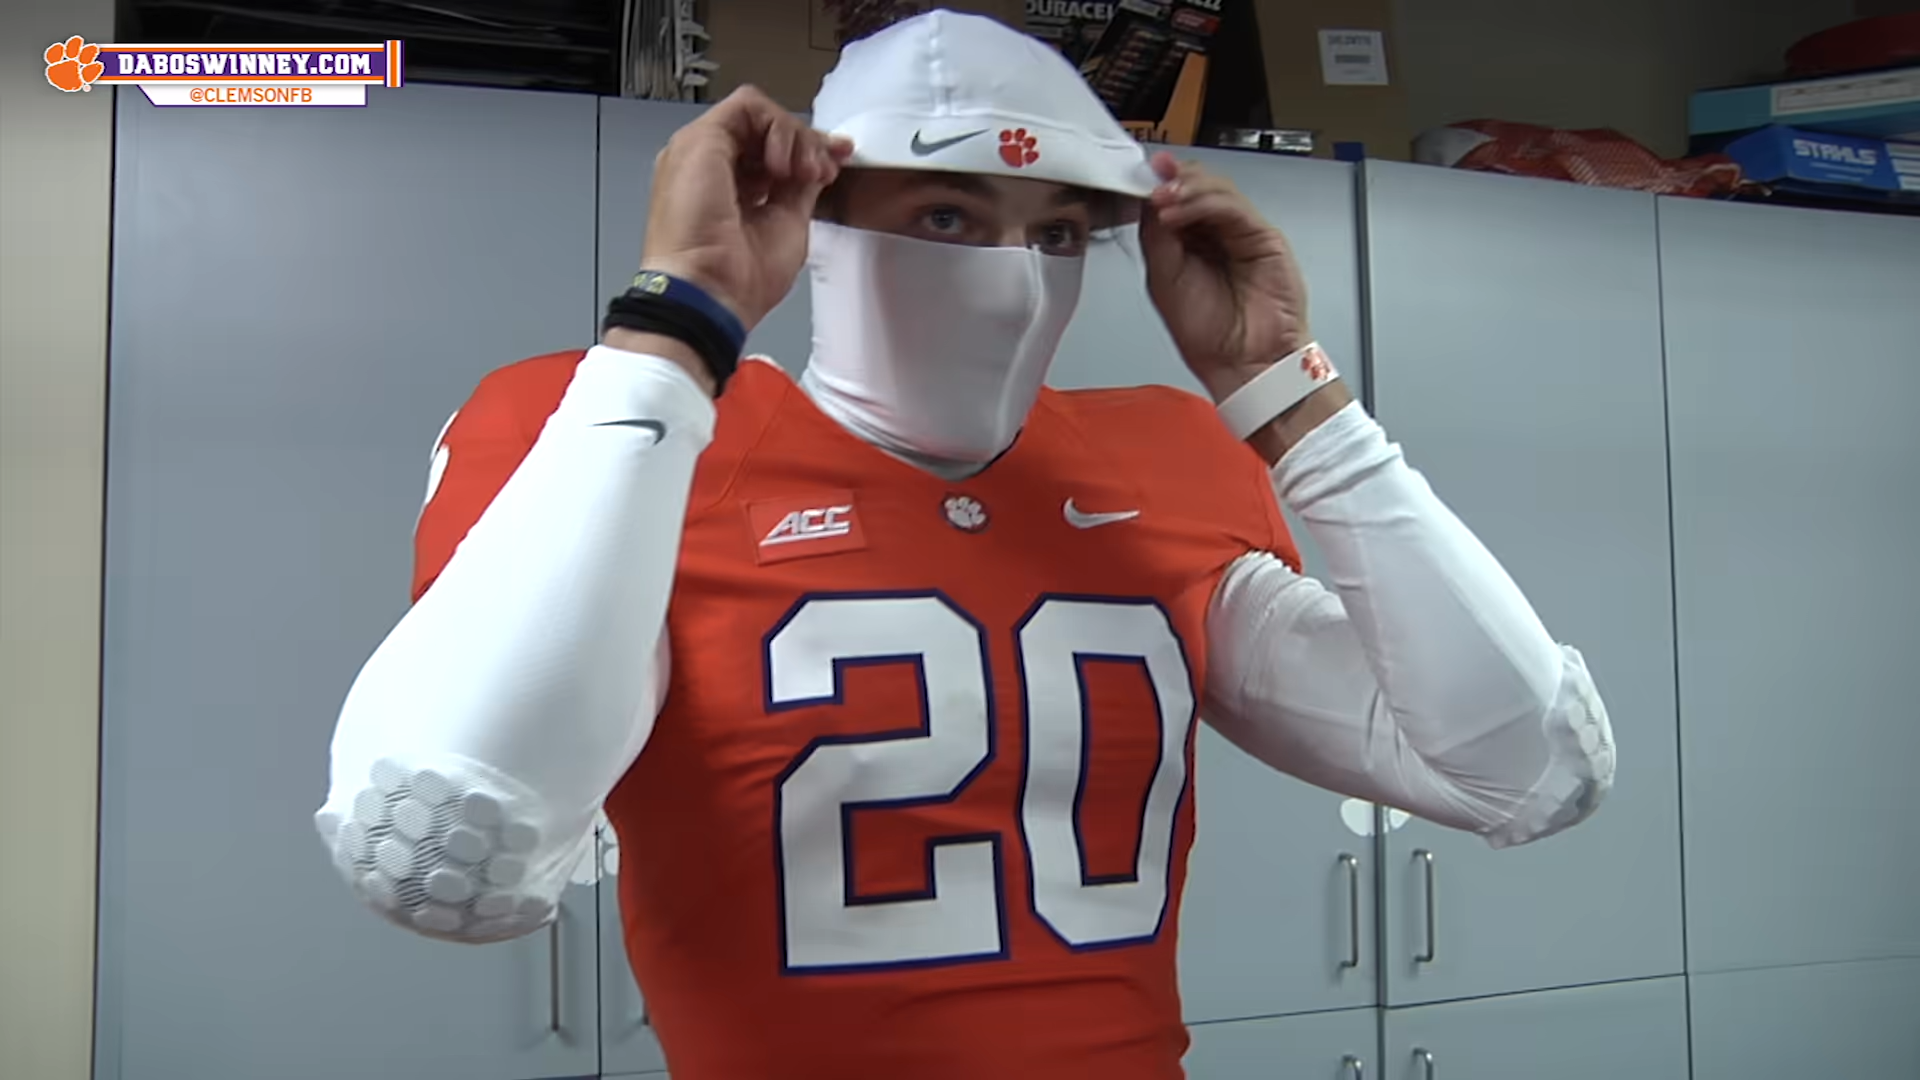 DURACELL
DABOSWINNEY.COM
@CLEMSONFB
STAHLS'
ACC
20